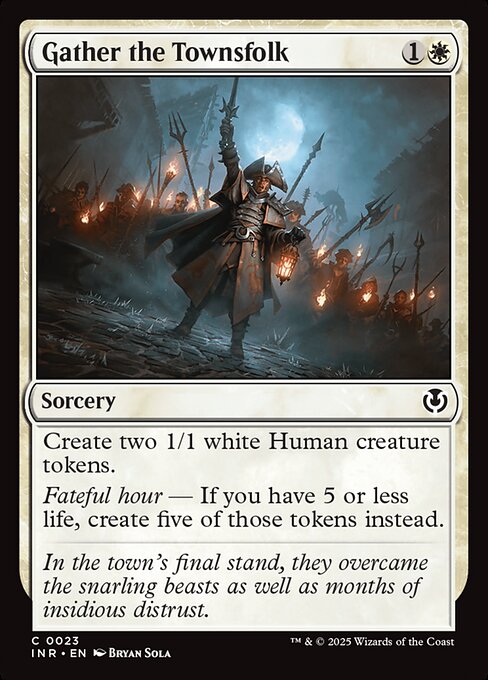 Gather the Townsfolk 1
Sorcery
Create two 1/1 white Human creature
tokens.
Fateful hour — If you have 5 or less
life, create five of those tokens instead.
In the town's final stand, they overcame
the snarling beasts as well as months of
insidious distrust.
C 0023
INR • EN Bryan Sola
™ & © 2025 Wizards of the Coast